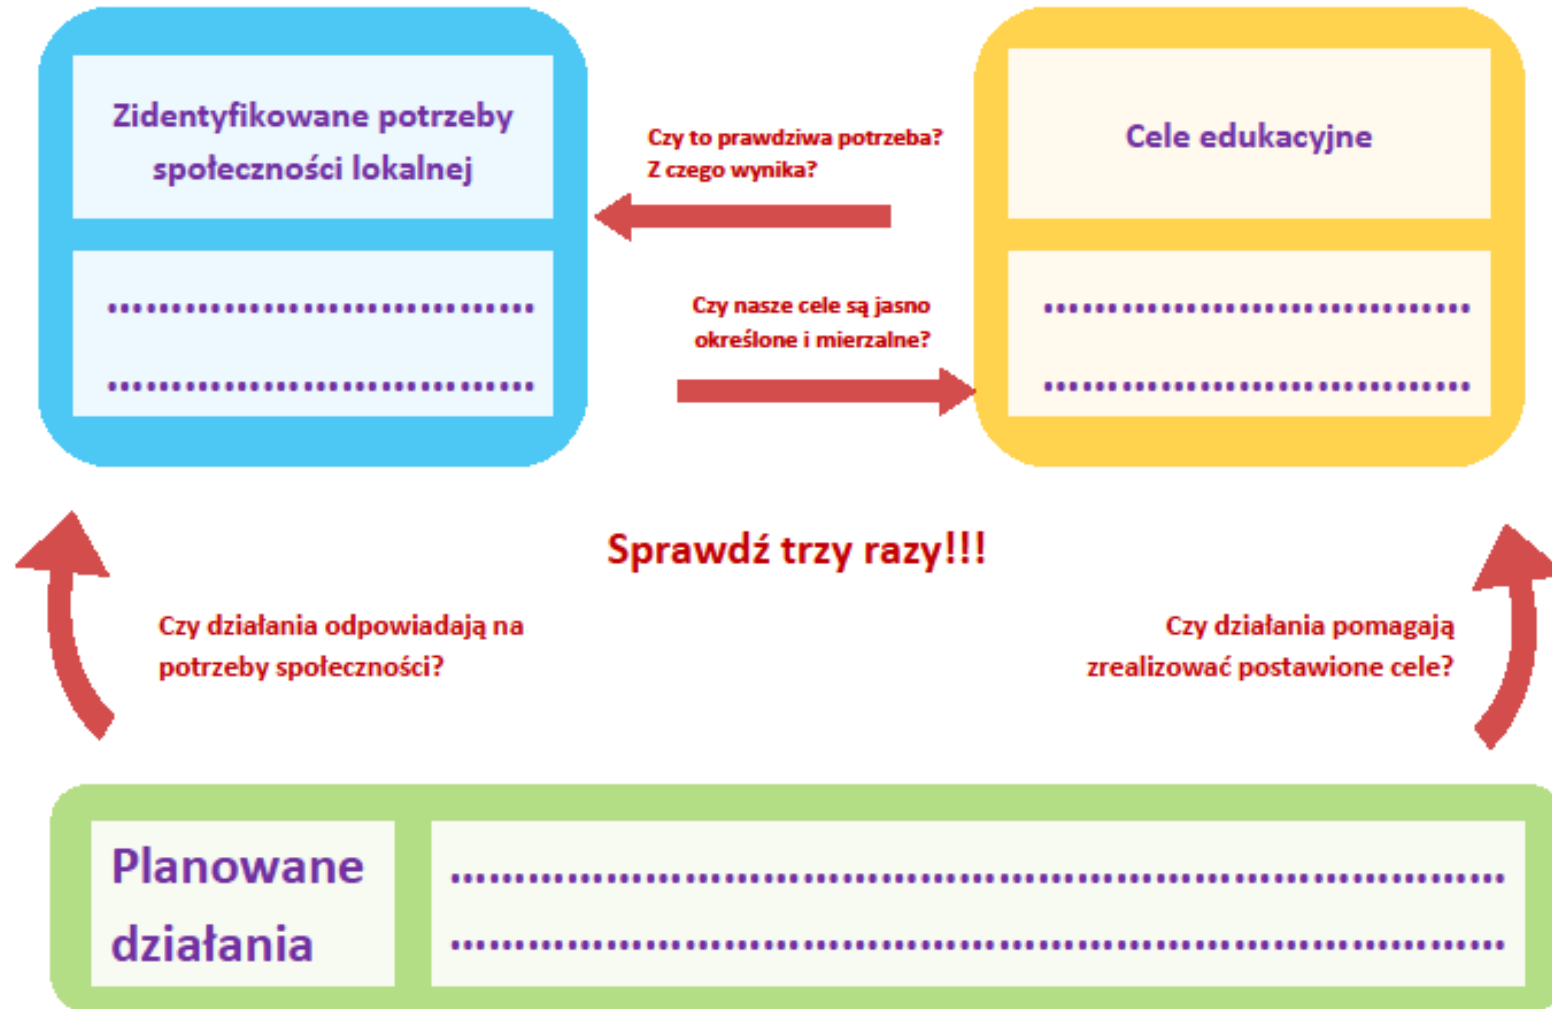 Zidentyfikowane potrzeby
społeczności lokalnej
……………………………
……………………………
Czy to prawdziwa potrzeba?
Z czego wynika?
Czy nasze cele są jasno
określone i mierzalne?
Cele edukacyjne
……………………………
……………………………
Sprawdź trzy razy!!!
Czy działania odpowiadają na
potrzeby społeczności?
Czy działania pomagają
zrealizować postawione cele?
Planowane
działania
………………………………………………………………………
………………………………………………………………………